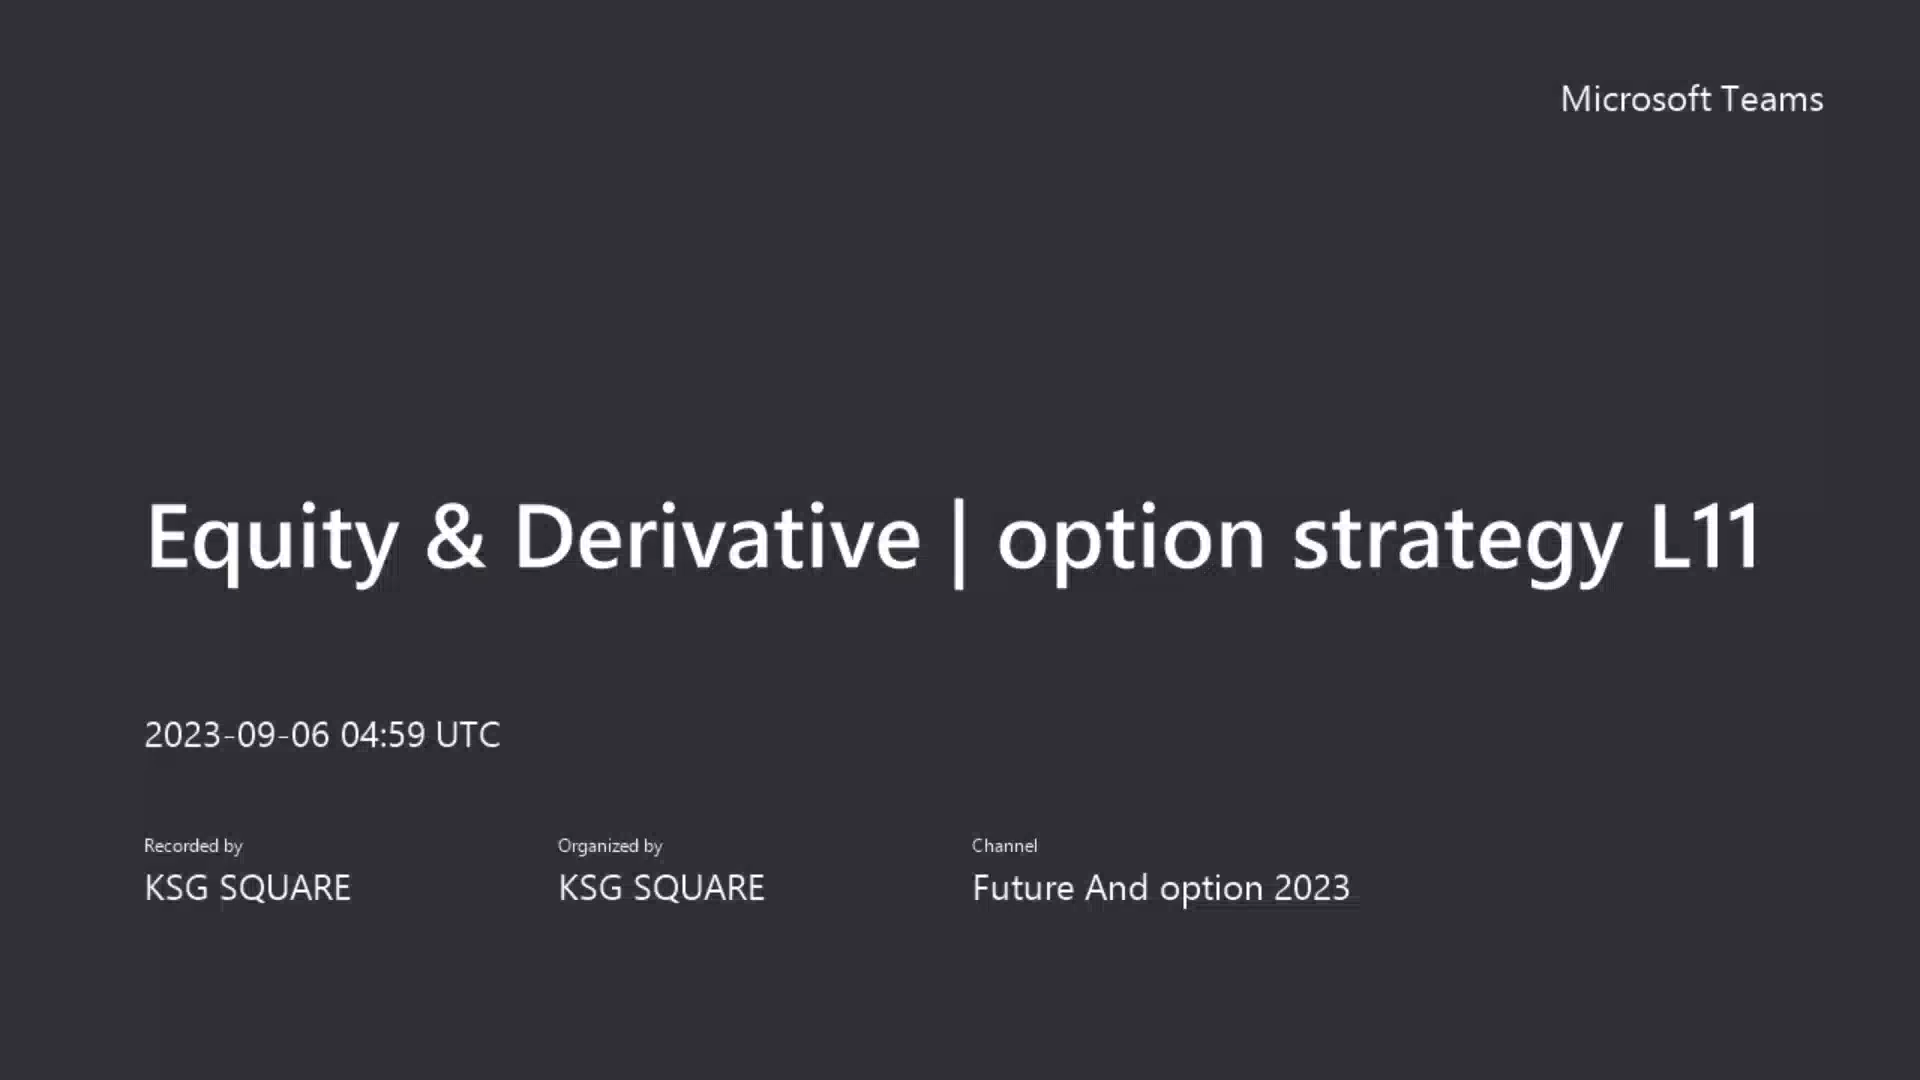 Microsoft Teams
Equity & Derivative | option strategy L11
2023-09-06 04:59 UTC
Recorded by
KSG SQUARE
Organized by
KSG SQUARE
Channel
Future And option 2023